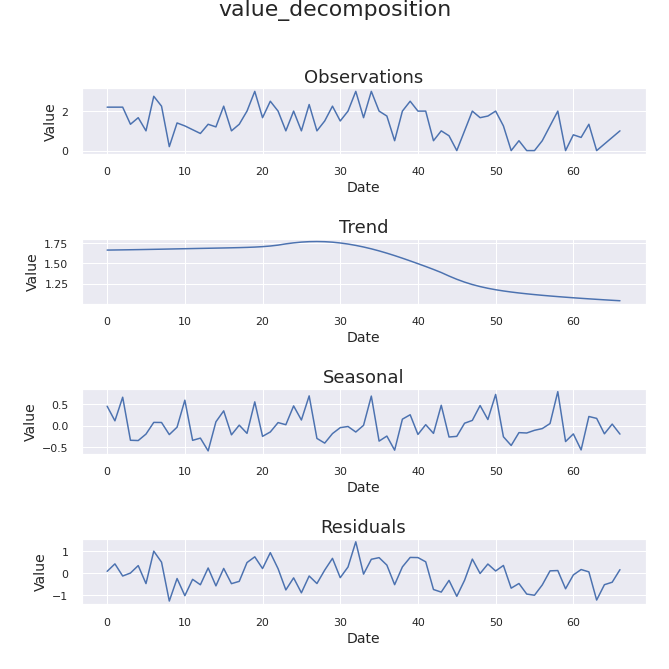 value_decomposition
Observations
Value
2
0
0 10 20 30 40 50 60
Date
Trend
Value
1.75
1.50
1.25
0 10 20 30 40 50 60
Date
Seasonal
Value
0.5
0.0
−0.5
0 10 20 30 40 50 60
Date
Residuals
Value
1
0
−1
0 10 20 30 40 50 60
Date